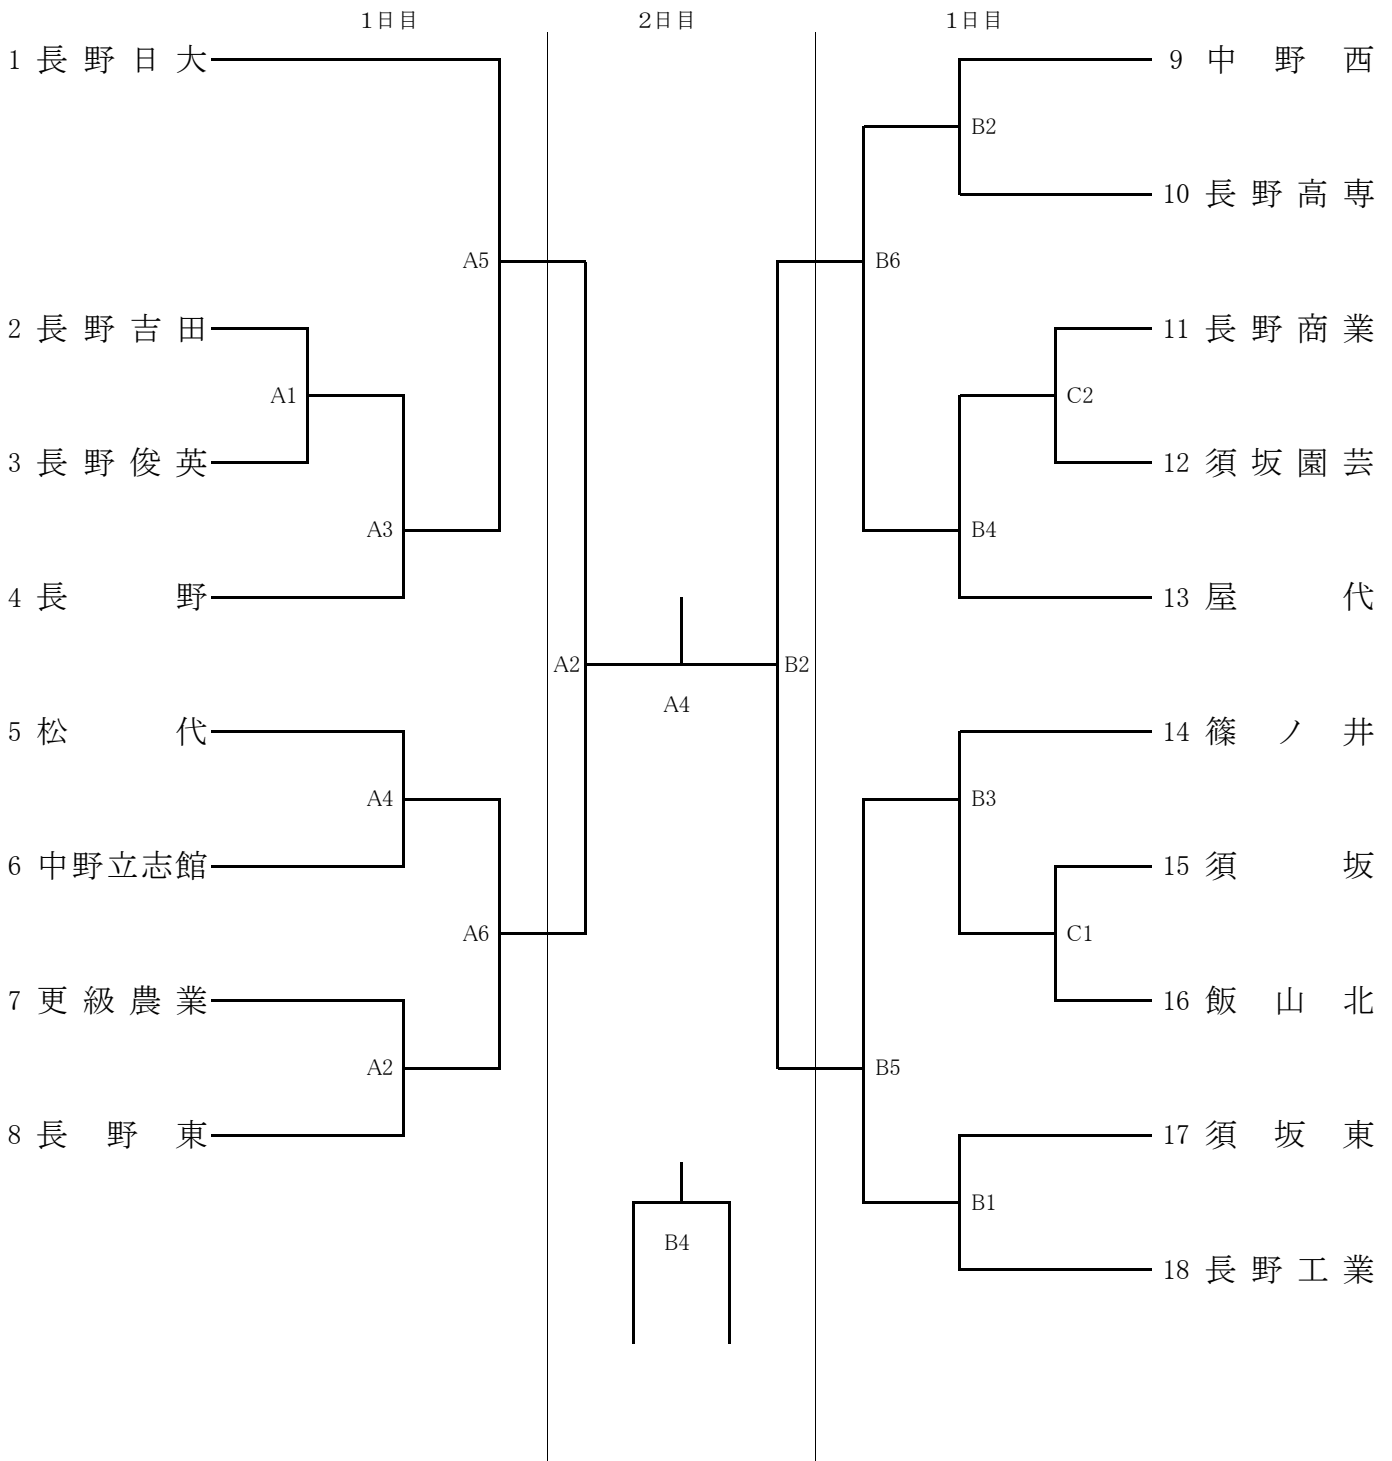 1日目 2日目 1日目
1 長野日大
9 中野西
B2
10 長野高専
A5
B6
2 長野吉田
11 長野商業
A1
C2
3 長野俊英
12 須坂園芸
A3
B4
4 長野
13 屋代
A2
B2
A4
5 松代
14 篠ノ井
A4
B3
6 中野立志館
15 須坂
A6
C1
7 更級農業
16 飯山北
A2
B5
8 長野東
17 須坂東
B1
B4
18 長野工業